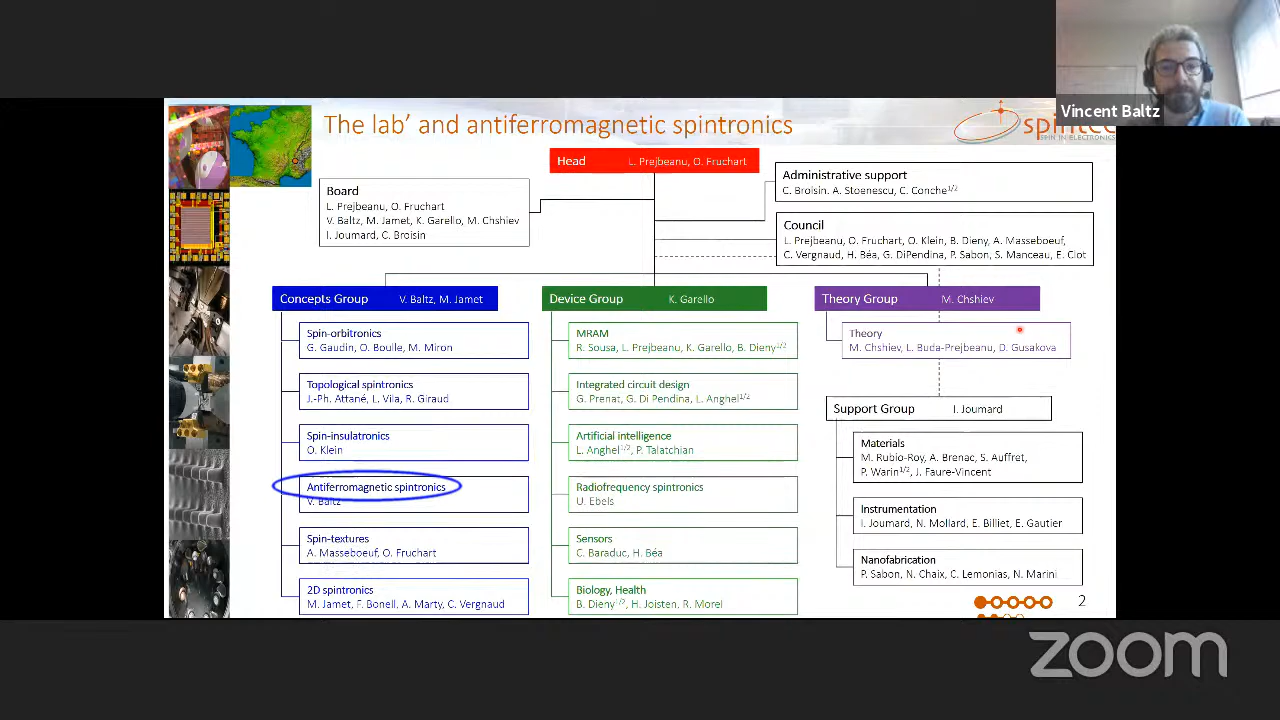 Vincent Baltz
The lab' and antiferromagnetic spintronics
spintec
SPIN IN ELECTRONICS
Head L. Prejbeanu, O. Fruchart
Board
L. Prejbeanu, O. Fruchart
V. Baltz, M. Jamet, K. Garello, M. Chshiev
I. Joumard, C. Broisin
Administrative support
C. Broisin. A. Stoenescu, C. Conche1/2
Council
L. Prejbeanu, O. Fruchart, O. Klein, B. Dieny, A. Masseboeuf,
C. Vergnaud, H. Béa, G. DiPendina, P. Sabon, S. Manceau, E. Clot
Concepts Group V. Baltz, M. Jamet
Spin-orbitronics
G. Gaudin, O. Boulle, M. Miron
Topological spintronics
J.-Ph. Attané, L. Vila, R. Giraud
Spin-insulatronics
O. Klein
Antiferromagnetic spintronics
V. Baltz
Spin-textures
A. Masseboeuf, O. Fruchart
2D spintronics
M. Jamet, F. Bonell, A. Marty, C. Vergnaud
Device Group K. Garello
MRAM
R. Sousa, L. Prejbeanu, K. Garello, B. Dieny1/2
Integrated circuit design
G. Prenat, G. Di Pendina, L. Anghel1/2
Artificial intelligence
L. Anghel1/2, P. Talatchian
Radiofrequency spintronics
U. Ebels
Sensors
C. Baraduc, H. Béa
Biology, Health
B. Dieny1/2, H. Joisten, R. Morel
Theory Group M. Chshiev
Theory
M. Chshiev, L. Buda-Prejbeanu, D. Gusakova
Support Group I. Joumard
Materials
M. Rubio-Roy, A. Brenac, S. Auffret,
P. Warin1/2, J. Faure-Vincent
Instrumentation
I. Joumard, N. Mollard, E. Billiet, E. Gautier
Nanofabrication
P. Sabon, N. Chaix, C. Lemonias, N. Marini
2
zoom